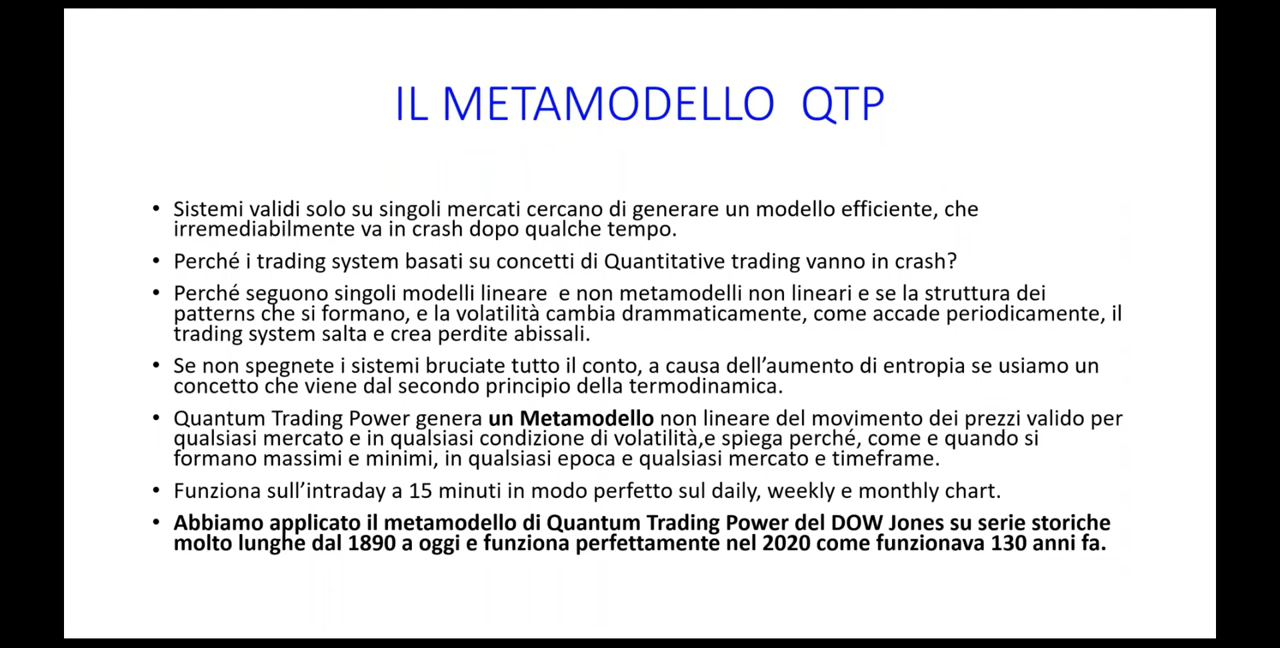 IL METAMODELLO QTP
• Sistemi validi solo su singoli mercati cercano di generare un modello efficiente, che
irremediabilmente va in crash dopo qualche tempo.
• Perché i trading system basati su concetti di Quantitative trading vanno in crash?
• Perché seguono singoli modelli lineare e non metamodelli non lineari e se la struttura dei
patterns che si formano, e la volatilità cambia drammaticamente, come accade periodicamente, il
trading system salta e crea perdite abissali.
• Se non spegnete i sistemi bruciate tutto il conto, a causa dell’aumento di entropia se usiamo un
concetto che viene dal secondo principio della termodinamica.
• Quantum Trading Power genera un Metamodello non lineare del movimento dei prezzi valido per
qualsiasi mercato e in qualsiasi condizione di volatilità,e spiega perché, come e quando si
formano massimi e minimi, in qualsiasi epoca e qualsiasi mercato e timeframe.
• Funziona sull’intraday a 15 minuti in modo perfetto sul daily, weekly e monthly chart.
• Abbiamo applicato il metamodello di Quantum Trading Power del DOW Jones su serie storiche
molto lunghe dal 1890 a oggi e funziona perfettamente nel 2020 come funzionava 130 anni fa.